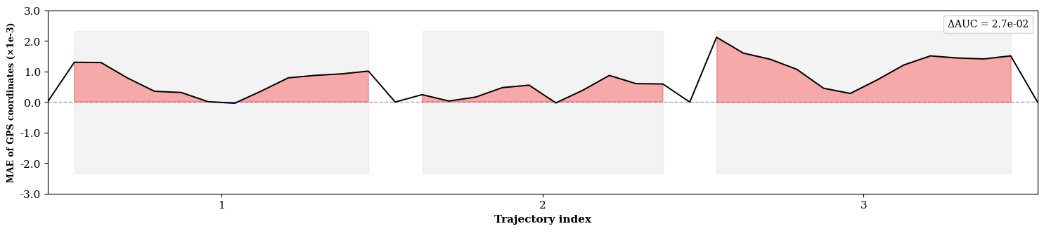 MAE of GPS coordinates (×1e-3)
3.0
2.0
1.0
0.0
-1.0
-2.0
-3.0
ΔAUC = 2.7e-02
1 2 3
Trajectory index